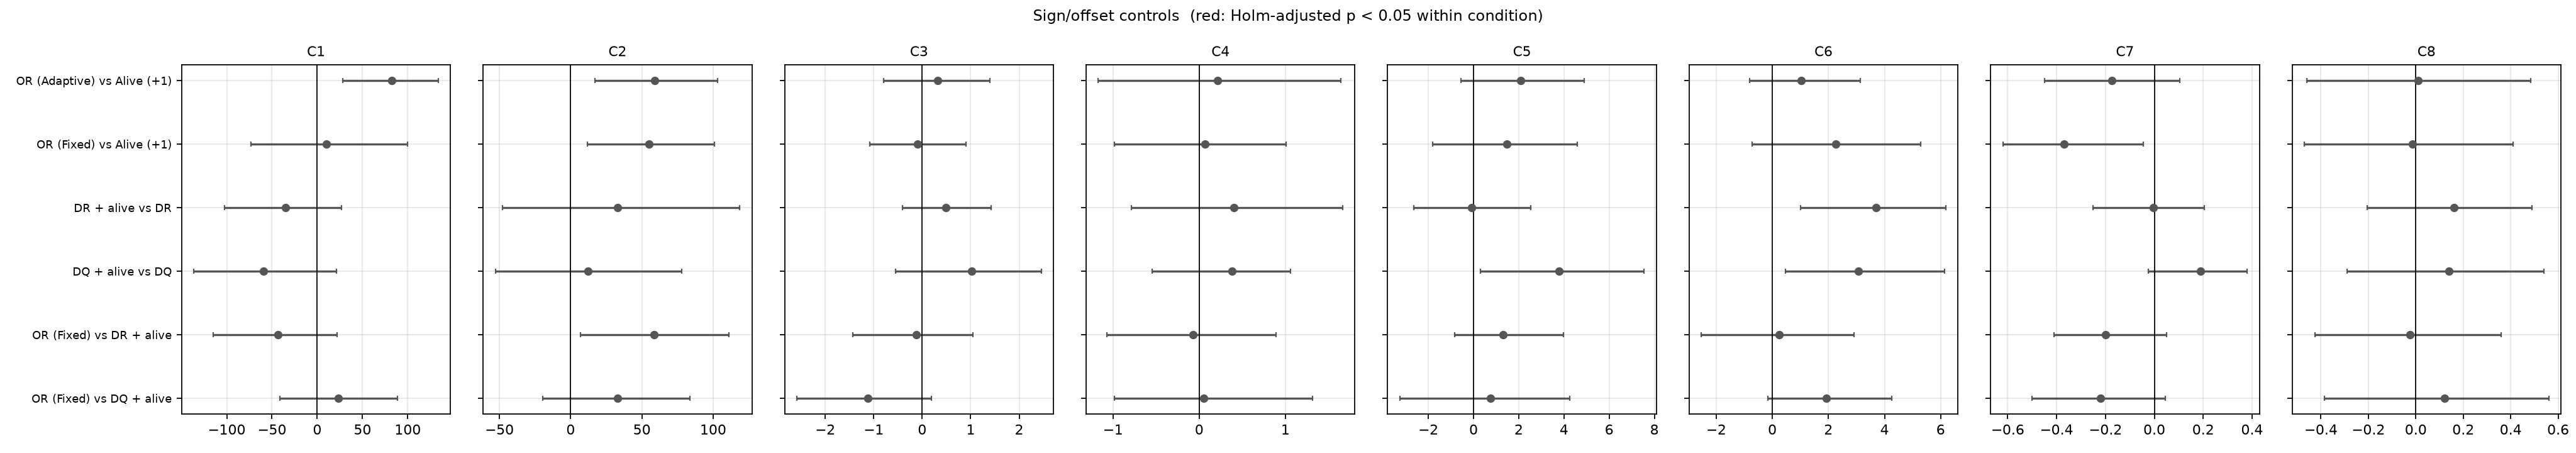 Sign/offset controls  (red: Holm-adjusted p < 0.05 within condition)
C1 C2 C3 C4 C5 C6 C7 C8
OR (Adaptive) vs Alive (+1)
OR (Fixed) vs Alive (+1)
DR + alive vs DR
DQ + alive vs DQ
OR (Fixed) vs DR + alive
OR (Fixed) vs DQ + alive
−100 −50 0 50 100 −50 0 50 100 −2 −1 0 1 2 −1 0 1 −2 0 2 4 6 8 −2 0 2 4 6 −0.6 −0.4 −0.2 0.0 0.2 0.4 −0.4 −0.2 0.0 0.2 0.4 0.6